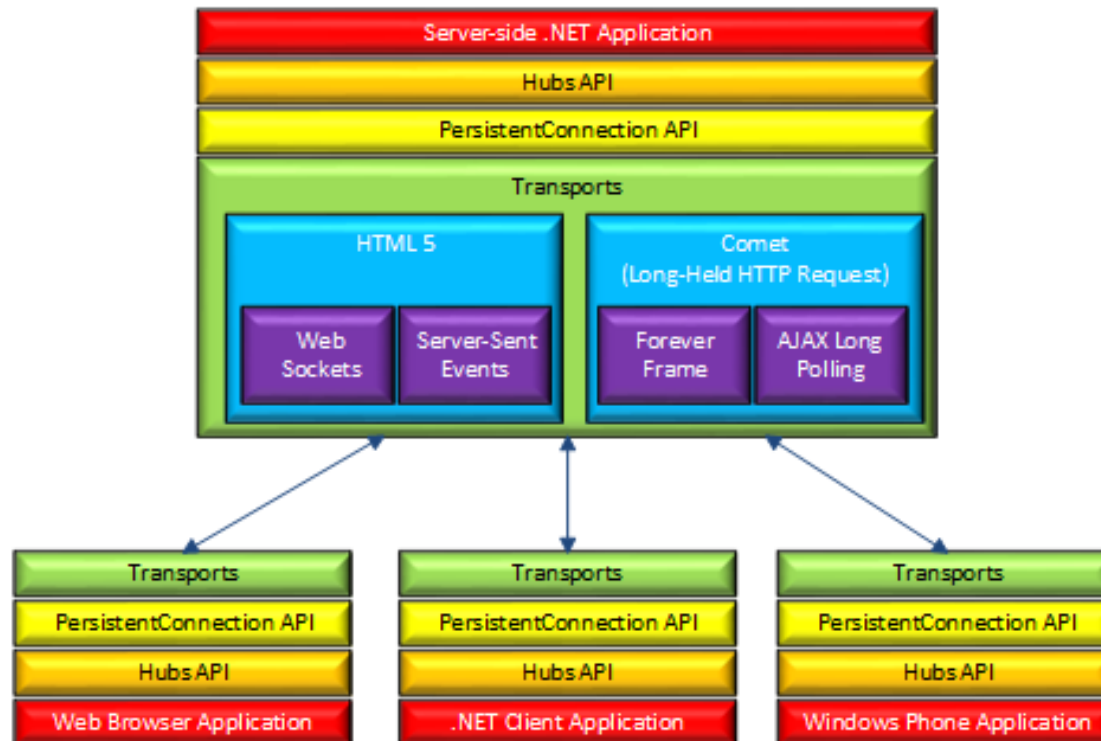 Server-side .NET Application
Hubs API
PersistentConnection API
Transports
HTML 5
Web
Sockets
Server-Sent
Events
Comet
(Long-Held HTTP Request)
Forever
Frame
AJAX Long
Polling
Transports
PersistentConnection API
Hubs API
Web Browser Application
Transports
PersistentConnection API
Hubs API
.NET Client Application
Transports
PersistentConnection API
Hubs API
Windows Phone Application